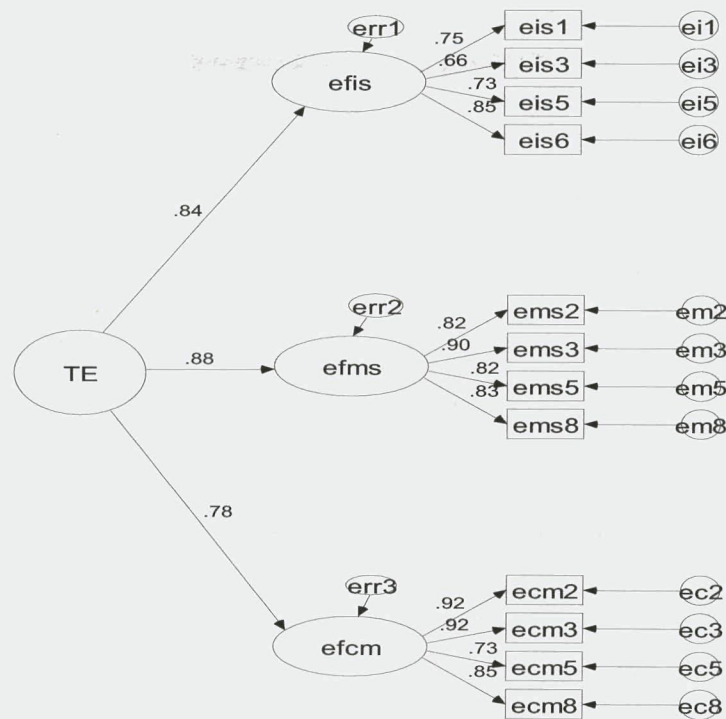 err1
efis
.75
.66
.73
.85
eis1
eis3
eis5
eis6
ei1
ei3
ei5
ei6
.84
TE
.88
err2
efms
.82
.90
.82
.83
ems2
ems3
ems5
ems8
em2
em3
em5
em8
.78
err3
efcm
.92
.92
.73
.85
ecm2
ecm3
ecm5
ecm8
ec2
ec3
ec5
ec8